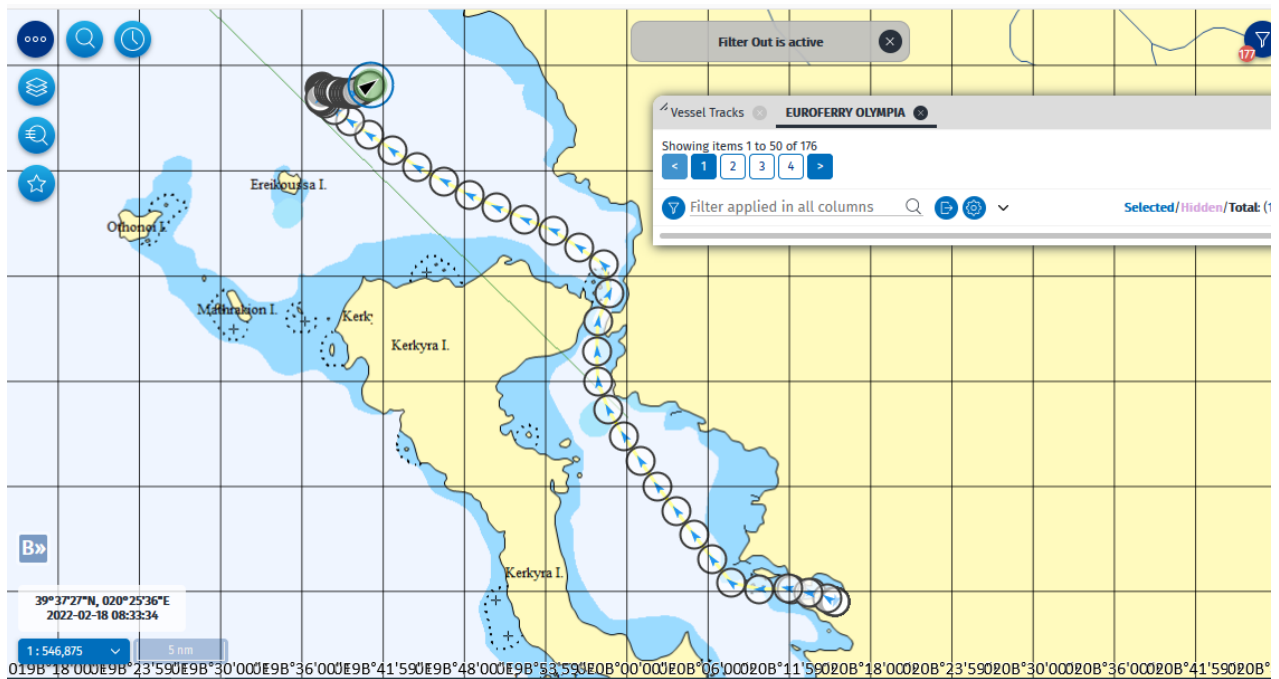 Filter Out is active
177
Vessel Tracks
EUROFERRY OLYMPIA
Showing items 1 to 50 of 176
< 1 2 3 4 >
Filter applied in all columns
Selected/Hidden/Total: (1
Ereikoussa I.
Othonoi I.
Mathrakion I.
Kerk
Kerkyra I.
Kerkyra I.
B»
39°37'27"N, 020°25'36"E
2022-02-18 08:33:34
1 : 546,875
5 nm